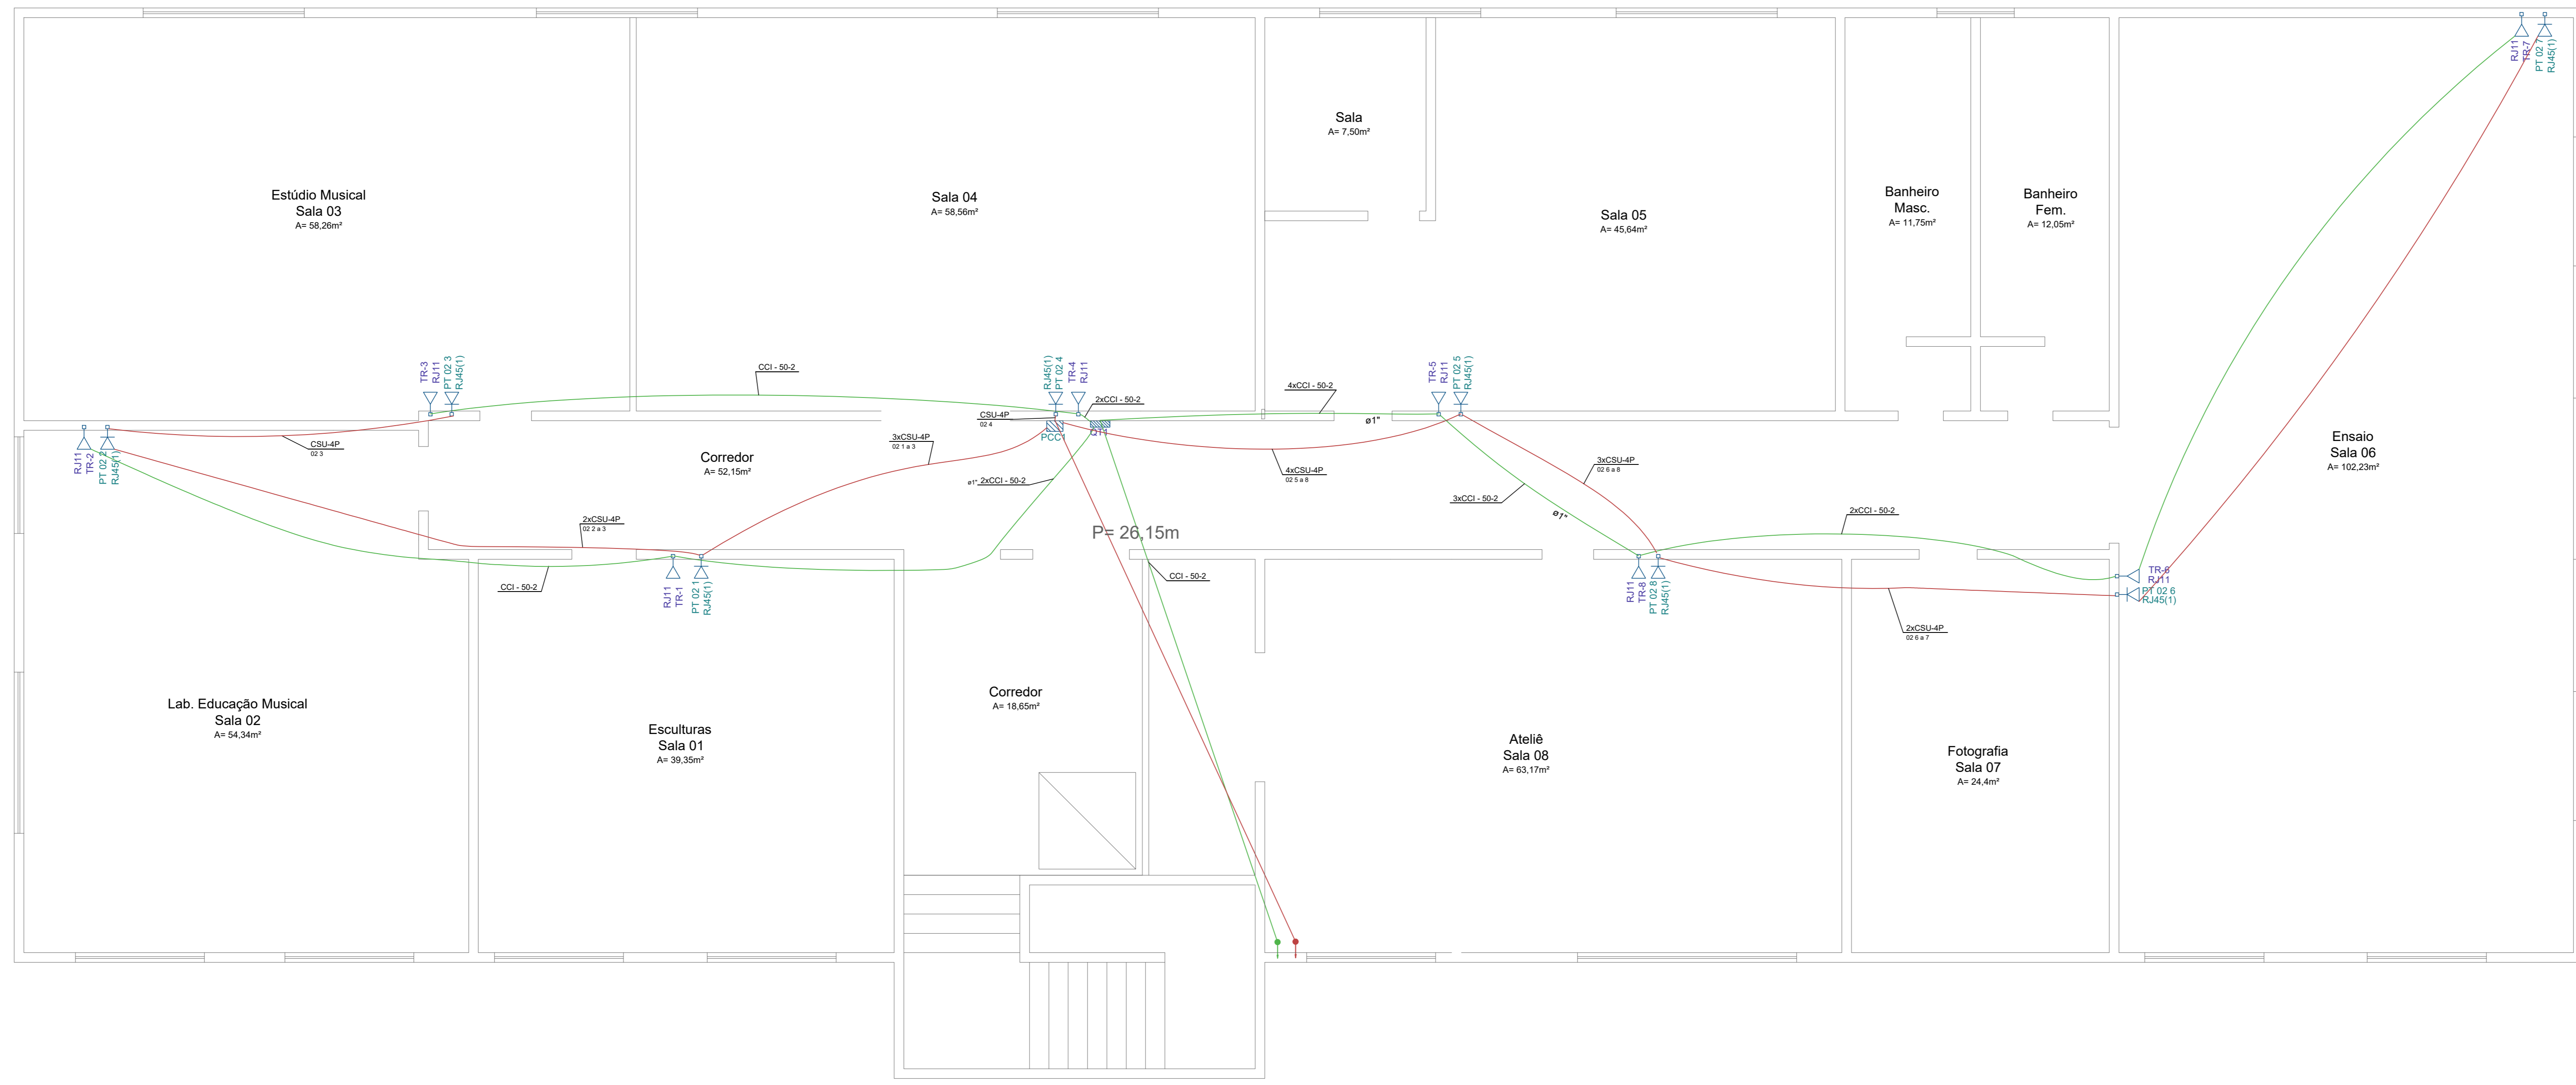 RJ11
TR-7
PT 02 7
RJ45(1)
Sala
A= 7,50m²
Estúdio Musical
Sala 03
A= 58,26m²
Sala 04
A= 58,56m²
Sala 05
A= 45,64m²
Banheiro
Masc.
A= 11,75m²
Banheiro
Fem.
A= 12,05m²
TR-3
RJ11
PT 02 3
RJ45(1)
CCI - 50-2
RJ45(1)
PT 02 4
TR-4
RJ11
2xCCI - 50-2
CSU-4P
02 4
PCC1
QT1
4xCCI - 50-2
ø1"
TR-5
RJ11
PT 02 5
RJ45(1)
RJ11
TR-2
PT 02 2
RJ45(1)
CSU-4P
02 3
Corredor
A= 52,15m²
3xCSU-4P
02 1 a 3
ø1" 2xCCI - 50-2
4xCSU-4P
02 5 a 8
3xCSU-4P
02 6 a 8
3xCCI - 50-2
ø1"
Ensaio
Sala 06
A= 102,23m²
2xCSU-4P
02 2 a 3
P= 26,15m
2xCCI - 50-2
CCI - 50-2
CCI - 50-2
RJ11
TR-1
PT 02 1
RJ45(1)
RJ11
TR-8
PT 02 8
RJ45(1)
TR-6
RJ11
PT 02 6
RJ45(1)
2xCSU-4P
02 6 a 7
Lab. Educação Musical
Sala 02
A= 54,34m²
Esculturas
Sala 01
A= 39,35m²
Corredor
A= 18,65m²
Ateliê
Sala 08
A= 63,17m²
Fotografia
Sala 07
A= 24,4m²